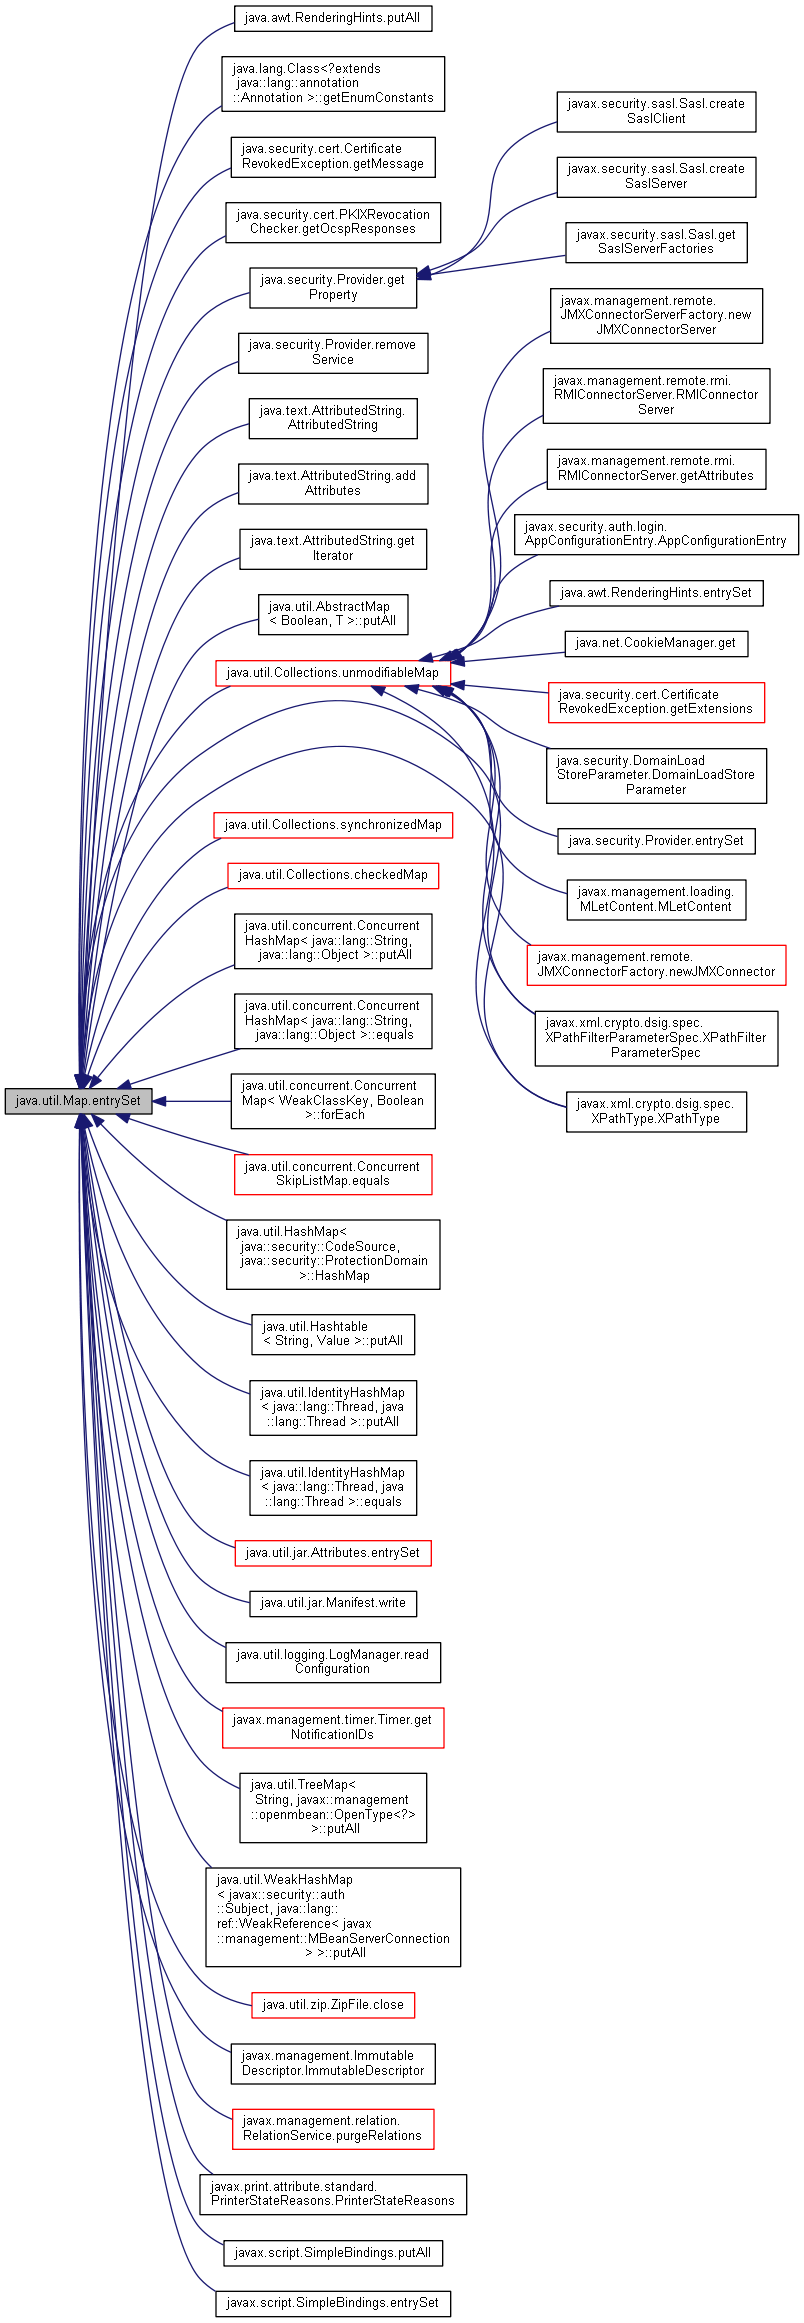 java.awt.RenderingHints.putAll
java.lang.Class<?extends
java::lang::annotation
::Annotation >::getEnumConstants
java.security.cert.Certificate
RevokedException.getMessage
java.security.cert.PKIXRevocation
Checker.getOcspResponses
java.security.Provider.get
Property
java.security.Provider.remove
Service
java.text.AttributedString.
AttributedString
java.text.AttributedString.add
Attributes
java.text.AttributedString.get
Iterator
java.util.AbstractMap
< Boolean, T >::putAll
java.util.Collections.unmodifiableMap
java.util.Collections.synchronizedMap
java.util.Collections.checkedMap
java.util.concurrent.Concurrent
HashMap< java::lang::String,
java::lang::Object >::putAll
java.util.concurrent.Concurrent
HashMap< java::lang::String,
java::lang::Object >::equals
java.util.Map.entrySet
java.util.concurrent.Concurrent
Map< WeakClassKey, Boolean
>::forEach
java.util.concurrent.Concurrent
SkipListMap.equals
java.util.HashMap<
java::security::CodeSource,
java::security::ProtectionDomain
>::HashMap
java.util.Hashtable
< String, Value >::putAll
java.util.IdentityHashMap
< java::lang::Thread, java
::lang::Thread >::putAll
java.util.IdentityHashMap
< java::lang::Thread, java
::lang::Thread >::equals
java.util.jar.Attributes.entrySet
java.util.jar.Manifest.write
java.util.logging.LogManager.read
Configuration
javax.management.timer.Timer.get
NotificationIDs
java.util.TreeMap<
String, javax::management
::openmbean::OpenType<?>
>::putAll
java.util.WeakHashMap
< javax::security::auth
::Subject, java::lang::
ref::WeakReference< javax
::management::MBeanServerConnection
> >::putAll
java.util.zip.ZipFile.close
javax.management.Immutable
Descriptor.ImmutableDescriptor
javax.management.relation.
RelationService.purgeRelations
javax.print.attribute.standard.
PrinterStateReasons.PrinterStateReasons
javax.script.SimpleBindings.putAll
javax.script.SimpleBindings.entrySet
javax.security.sasl.Sasl.create
SaslClient
javax.security.sasl.Sasl.create
SaslServer
javax.security.sasl.Sasl.get
SaslServerFactories
javax.management.remote.
JMXConnectorServerFactory.new
JMXConnectorServer
javax.management.remote.rmi.
RMIConnectorServer.RMIConnector
Server
javax.management.remote.rmi.
RMIConnectorServer.getAttributes
javax.security.auth.login.
AppConfigurationEntry.AppConfigurationEntry
java.awt.RenderingHints.entrySet
java.net.CookieManager.get
java.security.cert.Certificate
RevokedException.getExtensions
java.security.DomainLoad
StoreParameter.DomainLoadStore
Parameter
java.security.Provider.entrySet
javax.management.loading.
MLetContent.MLetContent
javax.management.remote.
JMXConnectorFactory.newJMXConnector
javax.xml.crypto.dsig.spec.
XPathFilterParameterSpec.XPathFilter
ParameterSpec
javax.xml.crypto.dsig.spec.
XPathType.XPathType